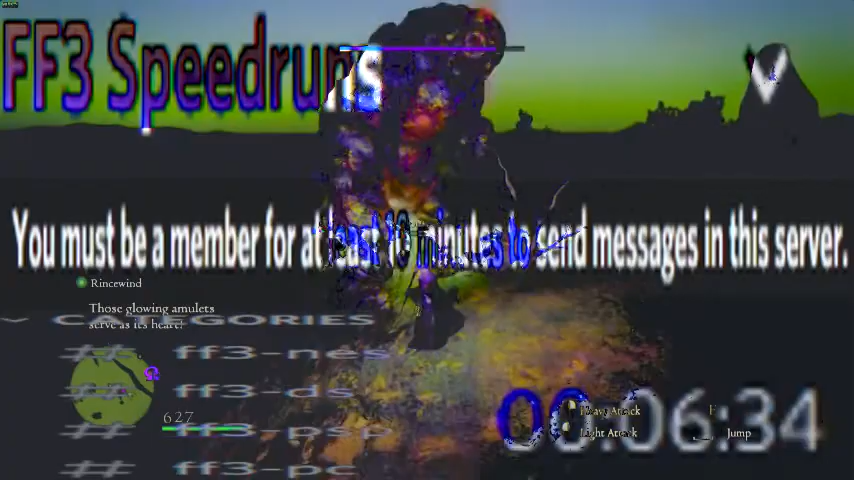 FF3 Speedruns
You must be a member for at least 10 minutes to send messages in this server.
Rincewind
Those glowing amulets
serve as its heart!
CATEGORIES
## ff3-nes
## ff3-ds
627
## ff3-psp
## ff3-pc
00:06:34
Heavy Attack
F
Light Attack
Jump